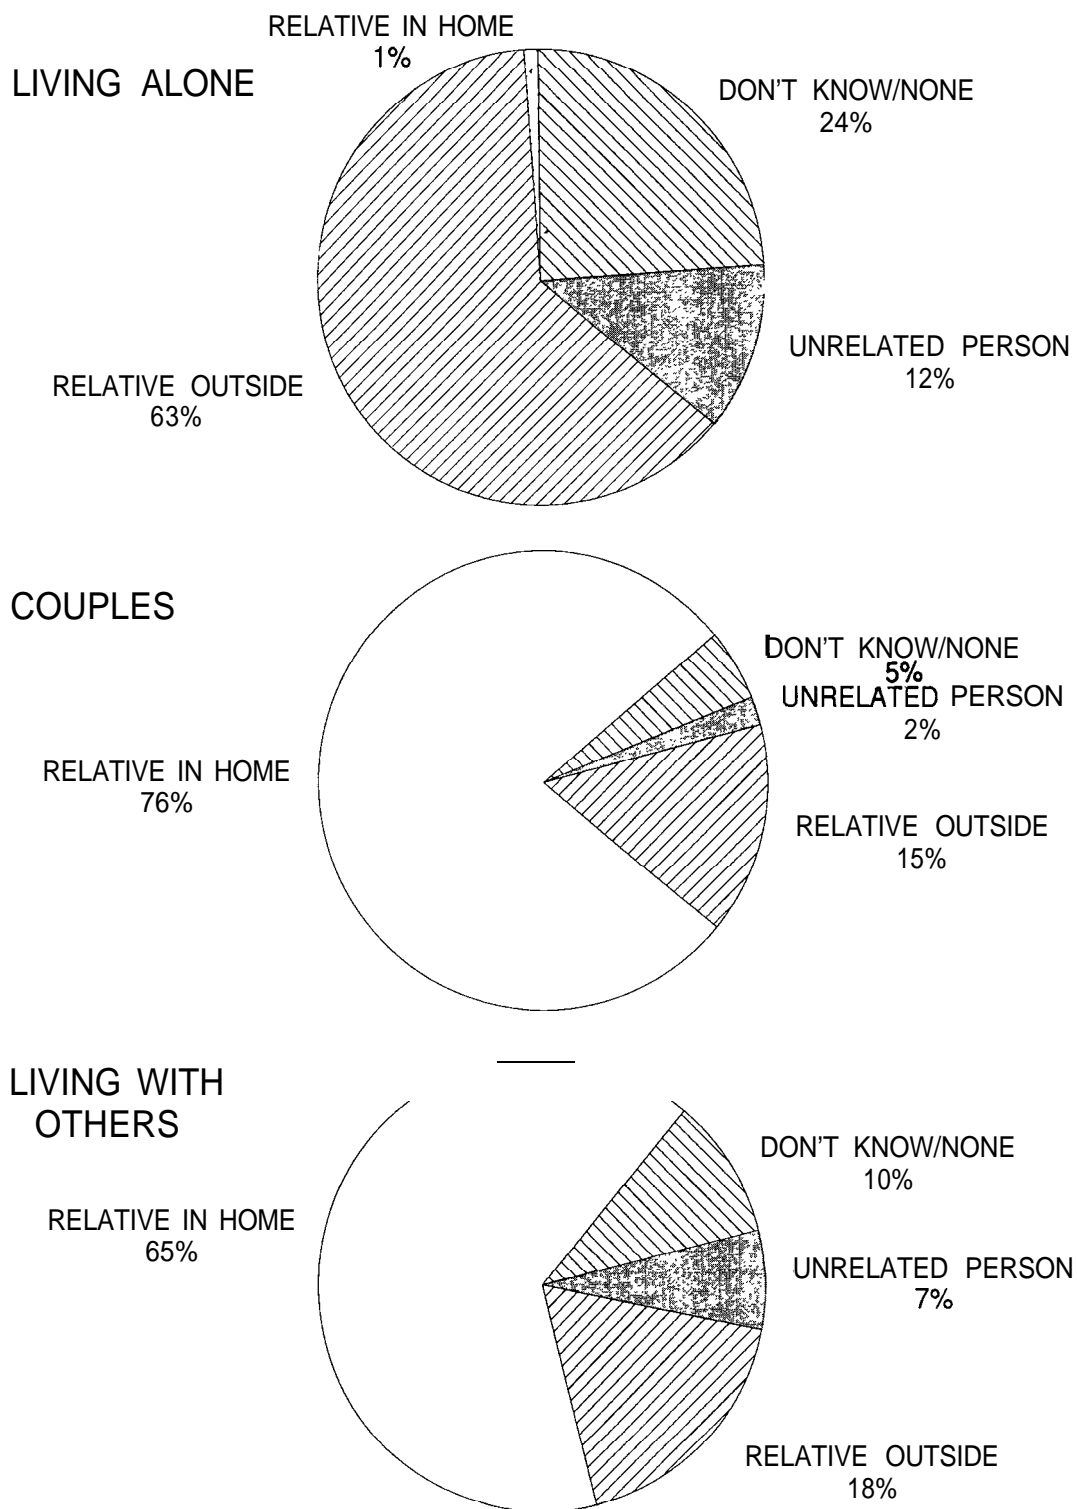 RELATIVE IN HOME
1%
LIVING ALONE
DON'T KNOW/NONE
24%
UNRELATED PERSON
12%
RELATIVE OUTSIDE
63%
COUPLES
DON'T KNOW/NONE
5%
UNRELATED PERSON
2%
RELATIVE IN HOME
76%
RELATIVE OUTSIDE
15%
LIVING WITH
OTHERS
DON'T KNOW/NONE
10%
RELATIVE IN HOME
65%
UNRELATED PERSON
7%
RELATIVE OUTSIDE
18%